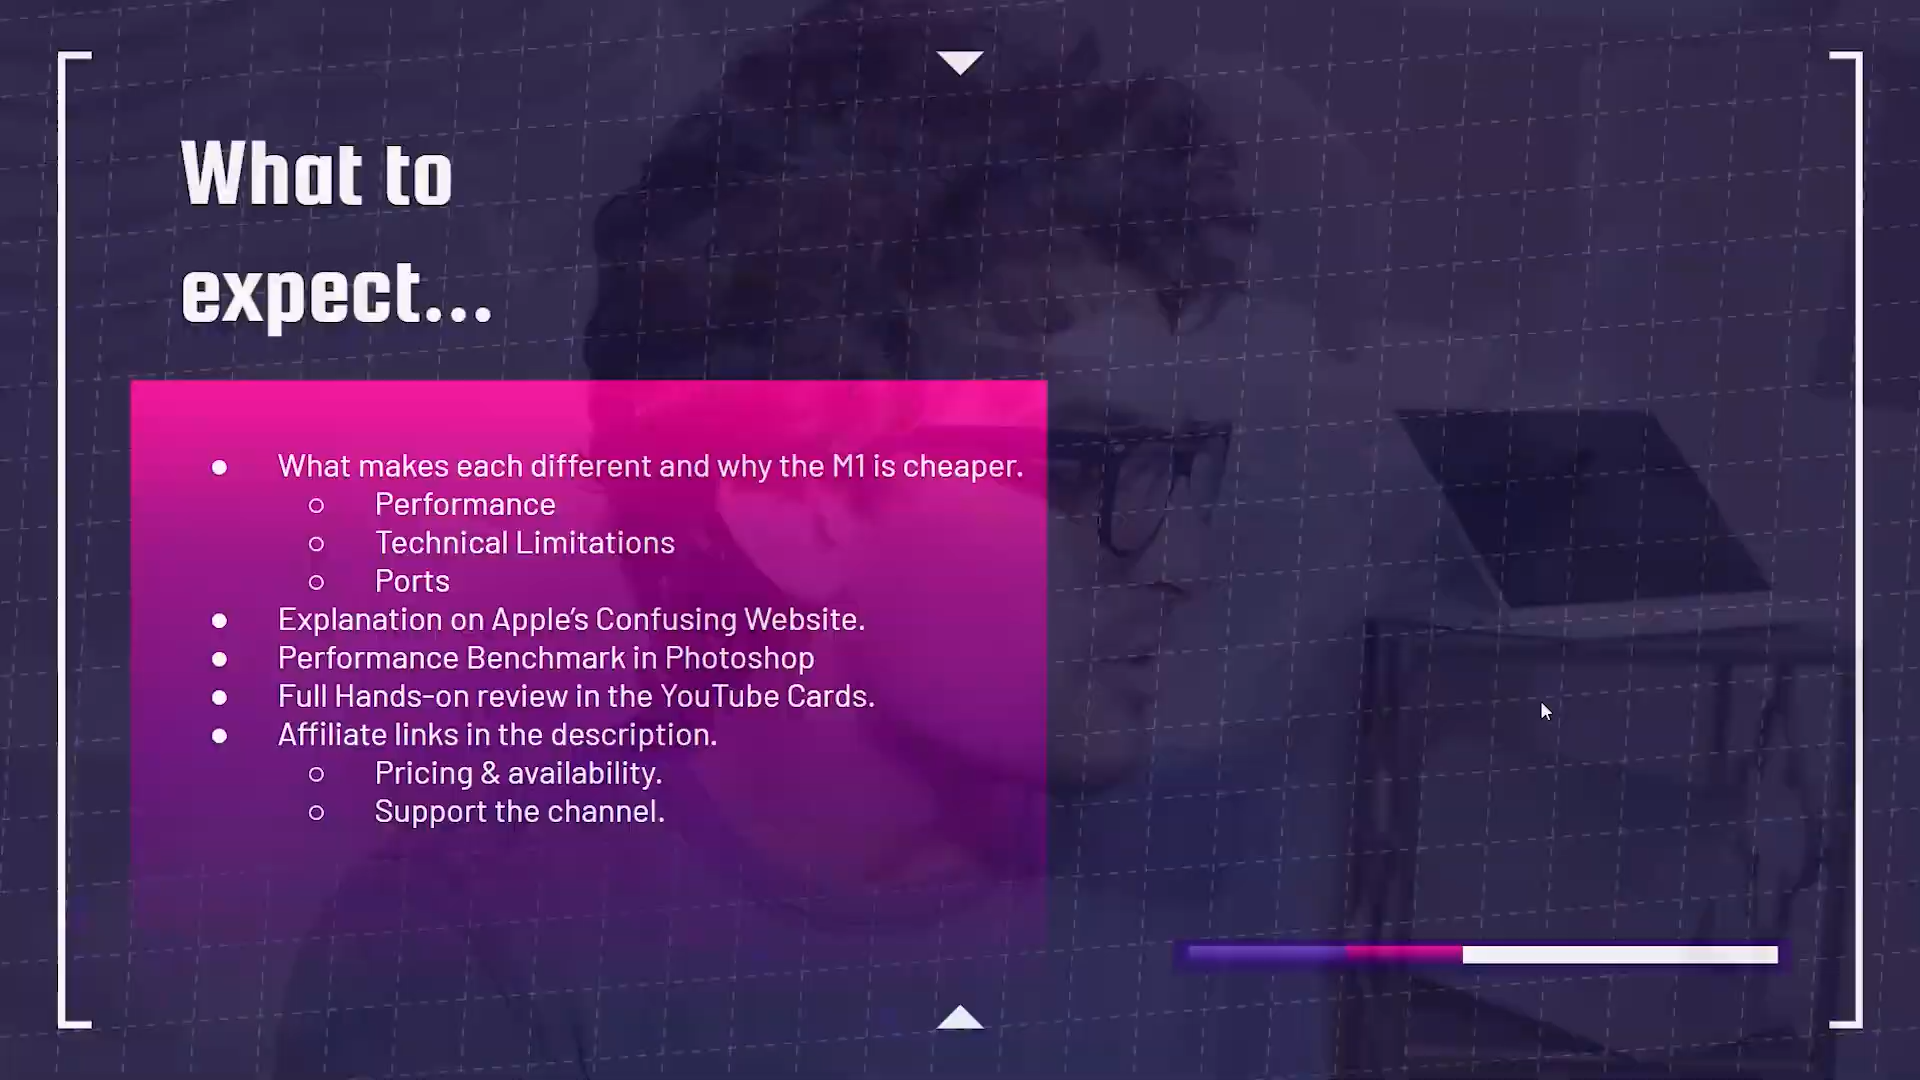 What to
expect...
● What makes each different and why the M1 is cheaper.
○ Performance
○ Technical Limitations
○ Ports
● Explanation on Apple’s Confusing Website.
● Performance Benchmark in Photoshop
● Full Hands-on review in the YouTube Cards.
● Affiliate links in the description.
○ Pricing & availability.
○ Support the channel.